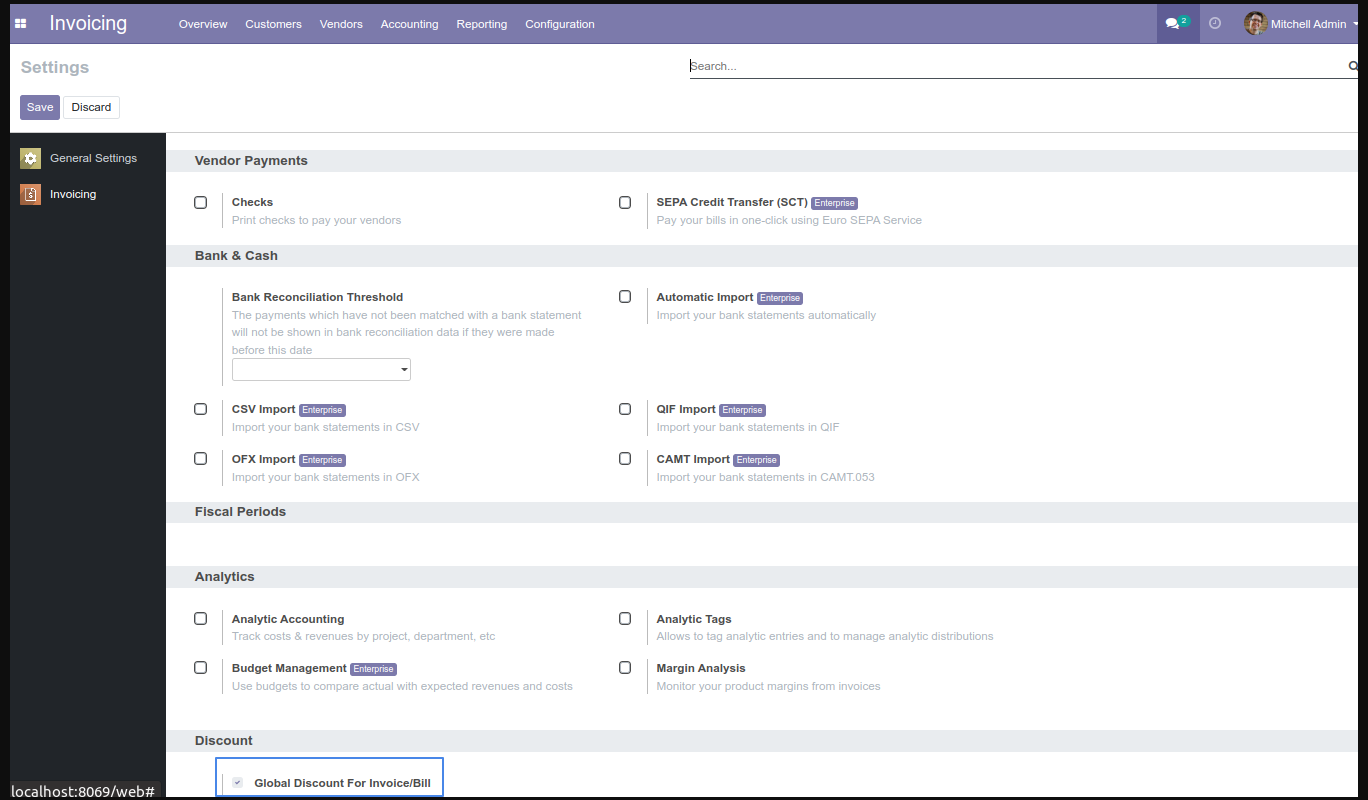 Invoicing Overview Customers Vendors Accounting Reporting Configuration 2 Mitchell Admin
Settings Search...
Save Discard
General Settings
Invoicing
Vendor Payments
Checks
Print checks to pay your vendors
SEPA Credit Transfer (SCT) Enterprise
Pay your bills in one-click using Euro SEPA Service
Bank & Cash
Bank Reconciliation Threshold
The payments which have not been matched with a bank statement
will not be shown in bank reconciliation data if they were made
before this date
Automatic Import Enterprise
Import your bank statements automatically
CSV Import Enterprise
Import your bank statements in CSV
QIF Import Enterprise
Import your bank statements in QIF
OFX Import Enterprise
Import your bank statements in OFX
CAMT Import Enterprise
Import your bank statements in CAMT.053
Fiscal Periods
Analytics
Analytic Accounting
Track costs & revenues by project, department, etc
Analytic Tags
Allows to tag analytic entries and to manage analytic distributions
Budget Management Enterprise
Use budgets to compare actual with expected revenues and costs
Margin Analysis
Monitor your product margins from invoices
Discount
Global Discount For Invoice/Bill
localhost:8069/web#